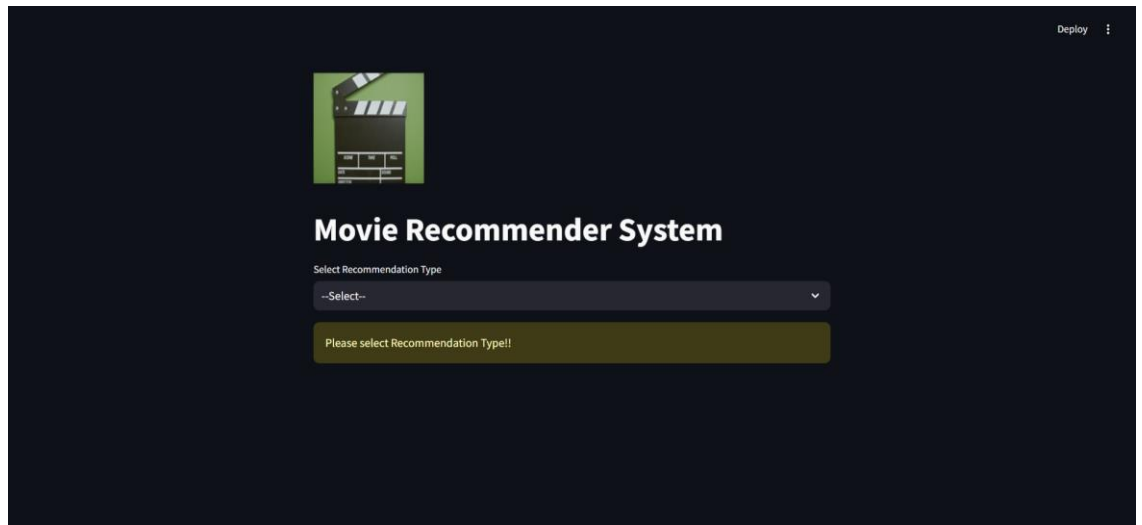 Deploy
Movie Recommender System
Select Recommendation Type
--Select--
Please select Recommendation Type!!